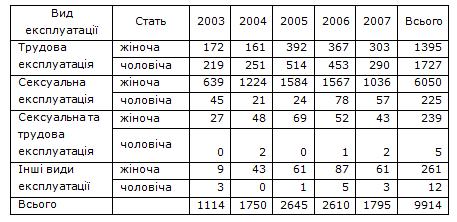 Вид експлуатації Стать 2003 2004 2005 2006 2007 Всього
Трудова експлуатація жіноча 172 161 392 367 303 1395
чоловіча 219 251 514 453 290 1727
Сексуальна експлуатація жіноча 639 1224 1584 1567 1036 6050
чоловіча 45 21 24 78 57 225
Сексуальна та трудова експлуатація жіноча 27 48 69 52 43 239
чоловіча 0 2 0 1 2 5
Інші види експлуатації жіноча 9 43 61 87 61 261
чоловіча 3 0 1 5 3 12
Всього 1114 1750 2645 2610 1795 9914